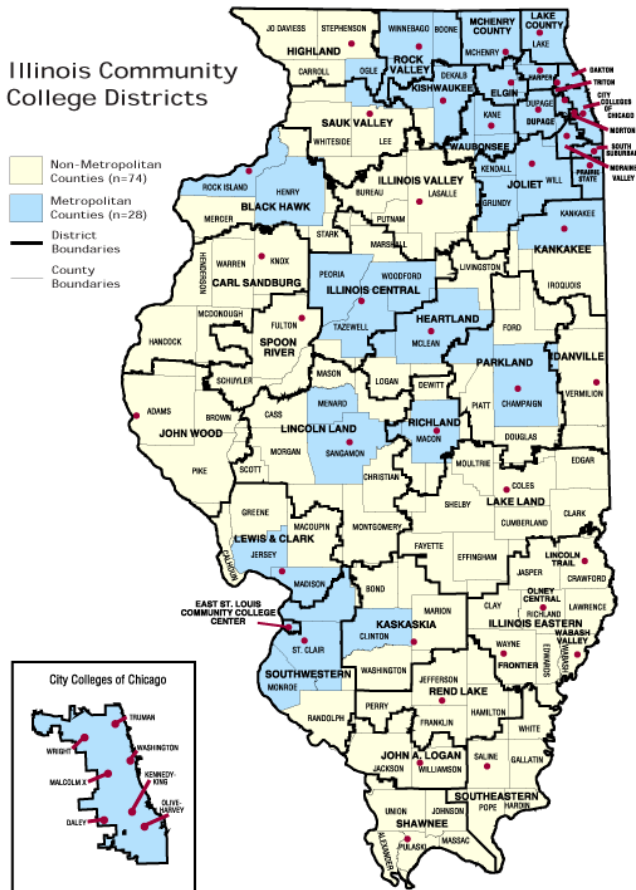 Illinois Community
College Districts
Non-Metropolitan
Counties (n=74)
Metropolitan
Counties (n=28)
District
Boundaries
County
Boundaries
JO DAVIESS
STEPHENSON
WINNEBAGO
BOONE
MCHENRY
COUNTY
LAKE
COUNTY
HIGHLAND
ROCK
VALLEY
MCHENRY
LAKE
CARROLL
OGLE
DEKALB
KISHWAUKEE
ELGIN
HARPER
OAKTON
TRITON
CITY
COLLEGES
OF
CHICAGO
MORTON
SOUTH
SUBURBAN
MORAINE
VALLEY
PRAIRIE
STATE
SAUK VALLEY
WHITESIDE
LEE
KANE
DUPAGE
DUPAGE
WAUBONSEE
ROCK ISLAND
HENRY
BLACK HAWK
MERCER
BUREAU
ILLINOIS VALLEY
LASALLE
PUTNAM
STARK
MARSHALL
KENDALL
WILL
JOLIET
GRUNDY
KANKAKEE
KANKAKEE
HENDERSON
WARREN
KNOX
CARL SANDBURG
PEORIA
WOODFORD
ILLINOIS CENTRAL
TAZEWELL
LIVINGSTON
IROQUOIS
MCDONOUGH
HANCOCK
FULTON
SPOON
RIVER
SCHUYLER
HEARTLAND
MCLEAN
FORD
PARKLAND
CHAMPAIGN
DANVILLE
VERMILION
MASON
LOGAN
DEWITT
PIATT
DOUGLAS
ADAMS
BROWN
JOHN WOOD
PIKE
CASS
MENARD
LINCOLN LAND
SANGAMON
MORGAN
SCOTT
CHRISTIAN
RICHLAND
MACON
MOULTRIE
EDGAR
COLES
SHELBY
LAKE LAND
CUMBERLAND
CLARK
GREENE
MACOUPIN
MONTGOMERY
LEWIS & CLARK
JERSEY
CALHOUN
MADISON
FAYETTE
EFFINGHAM
JASPER
LINCOLN
TRAIL
CRAWFORD
BOND
EAST ST. LOUIS
COMMUNITY COLLEGE
CENTER
KASKASKIA
MARION
CLINTON
CLAY
OLNEY
CENTRAL
RICHLAND
LAWRENCE
ILLINOIS EASTERN
WABASH
VALLEY
WAYNE
FRONTIER
EDWARDS
WABASH
ST. CLAIR
SOUTHWESTERN
MONROE
WASHINGTON
JEFFERSON
REND LAKE
RANDOLPH
PERRY
FRANKLIN
HAMILTON
WHITE
JOHN A. LOGAN
JACKSON
WILLIAMSON
SALINE
GALLATIN
SOUTHEASTERN
POPE
HARDIN
UNION
JOHNSON
SHAWNEE
ALEXANDER
PULASKI
MASSAC
City Colleges of Chicago
TRUMAN
WRIGHT
WASHINGTON
MALCOLM X
KENNEDY-
KING
OLIVE-
HARVEY
DALEY